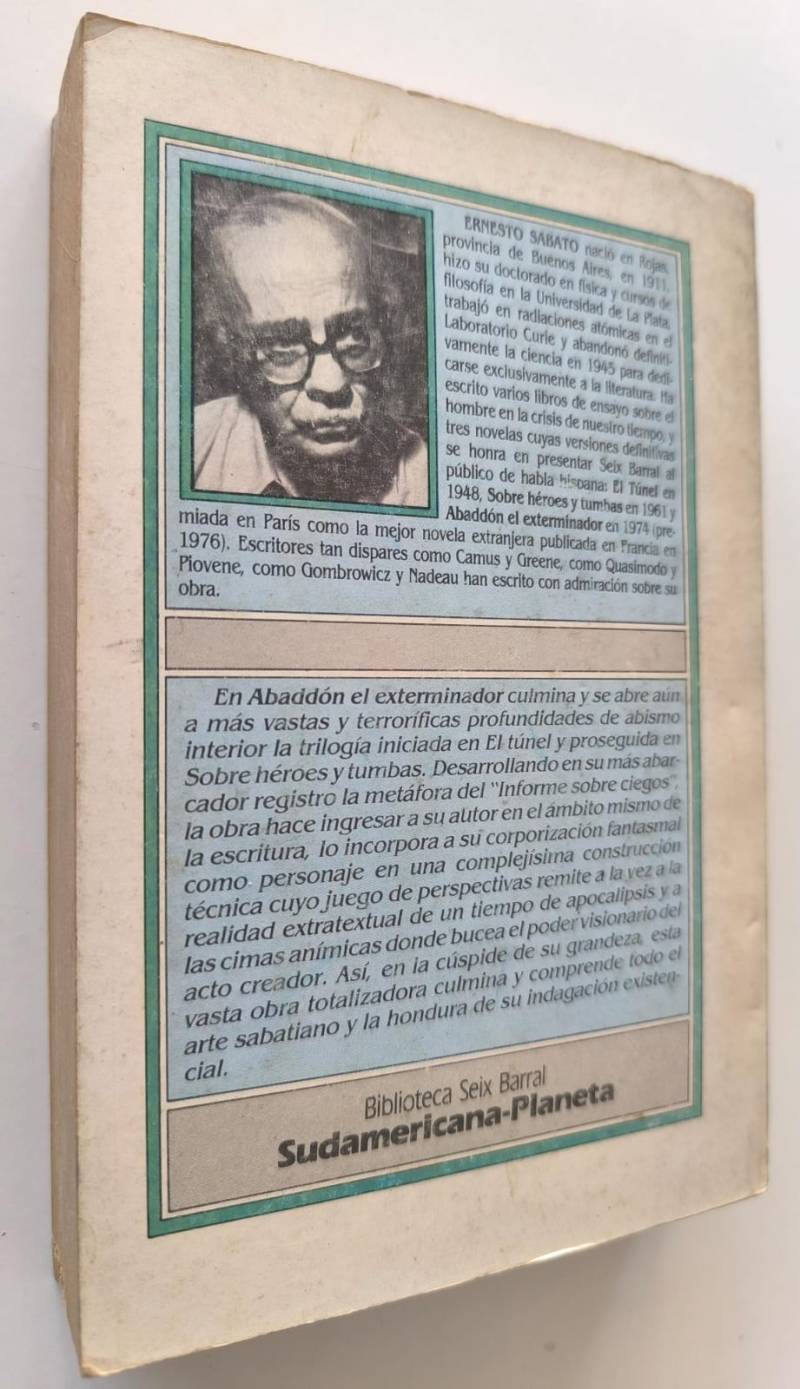 ERNESTO SABATO nació en Rojas,
provincia de Buenos Aires, en 1911,
hizo su doctorado en física y cursos de
filosofía en la Universidad de La Plata,
trabajó en radiaciones atómicas en el
Laboratorio Curie y abandonó definiti-
vamente la ciencia en 1945 para dedi-
carse exclusivamente a la literatura. Ha
escrito varios libros de ensayo sobre el
hombre en la crisis de nuestro tiempo, y
tres novelas cuyas versiones definitivas
se honra en presentar Seix Barral al
público de habla hispana: El Túnel en
1948, Sobre héroes y tumbas en 1961 y
Abaddón el exterminador en 1974 (pre-
miada en París como la mejor novela extranjera publicada en Francia en
1976). Escritores tan dispares como Camus y Greene, como Quasimodo y
Piovene, como Gombrowicz y Nadeau han escrito con admiración sobre su
obra.
En Abaddón el exterminador culmina y se abre aún
a más vastas y terroríficas profundidades de abismo
interior la trilogía iniciada en El túnel y proseguida en
Sobre héroes y tumbas. Desarrollando en su más abar-
cador registro la metáfora del "Informe sobre ciegos",
la obra hace ingresar a su autor en el ámbito mismo de
la escritura, lo incorpora a su corporización fantasmal
como personaje en una complejísima construcción
técnica cuyo juego de perspectivas remite a la vez a la
realidad extratextual de un tiempo de apocalipsis y a
las cimas anímicas donde bucea el poder visionario del
acto creador. Así, en la cúspide de su grandeza, esta
vasta obra totalizadora culmina y comprende todo el
arte sabatiano y la hondura de su indagación existen-
cial.
Biblioteca Seix Barral
Sudamericana-Planeta